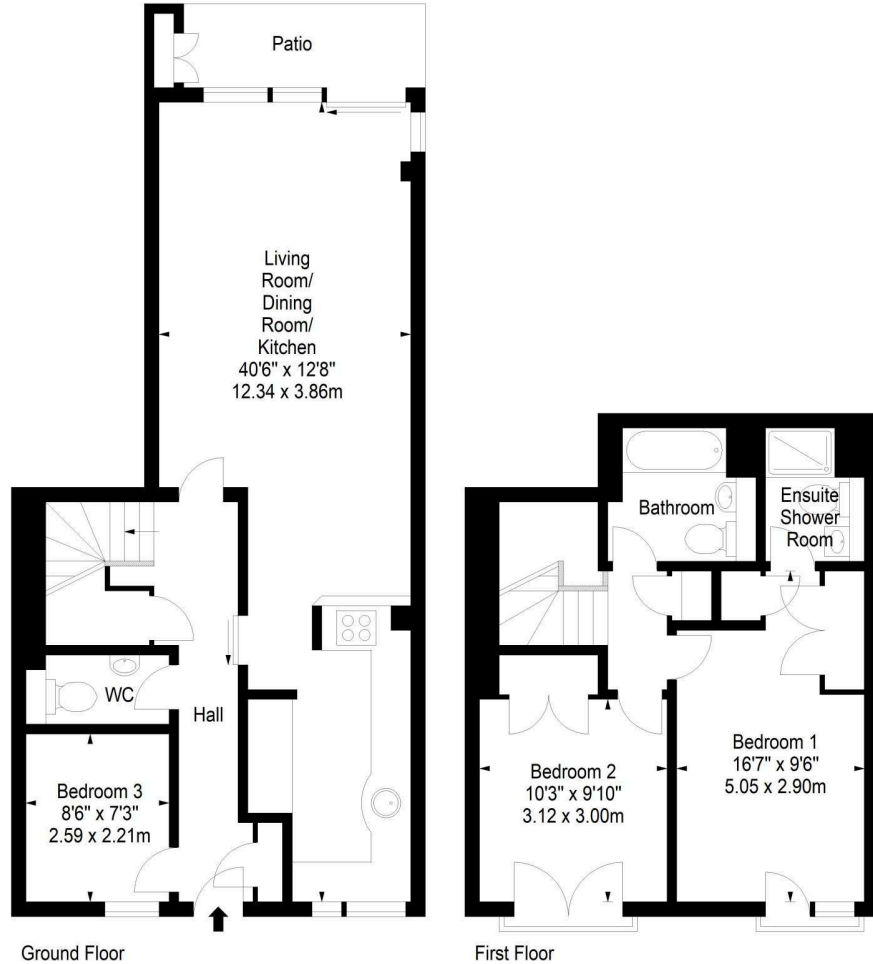 Patio
Living
Room/
Dining
Room/
Kitchen
40'6" x 12'8"
12.34 x 3.86m
WC
Hall
Bedroom 3
8'6" x 7'3"
2.59 x 2.21m
Ground Floor
Bathroom
Ensuite
Shower
Room
Bedroom 2
10'3" x 9'10"
3.12 x 3.00m
Bedroom 1
16'7" x 9'6"
5.05 x 2.90m
First Floor